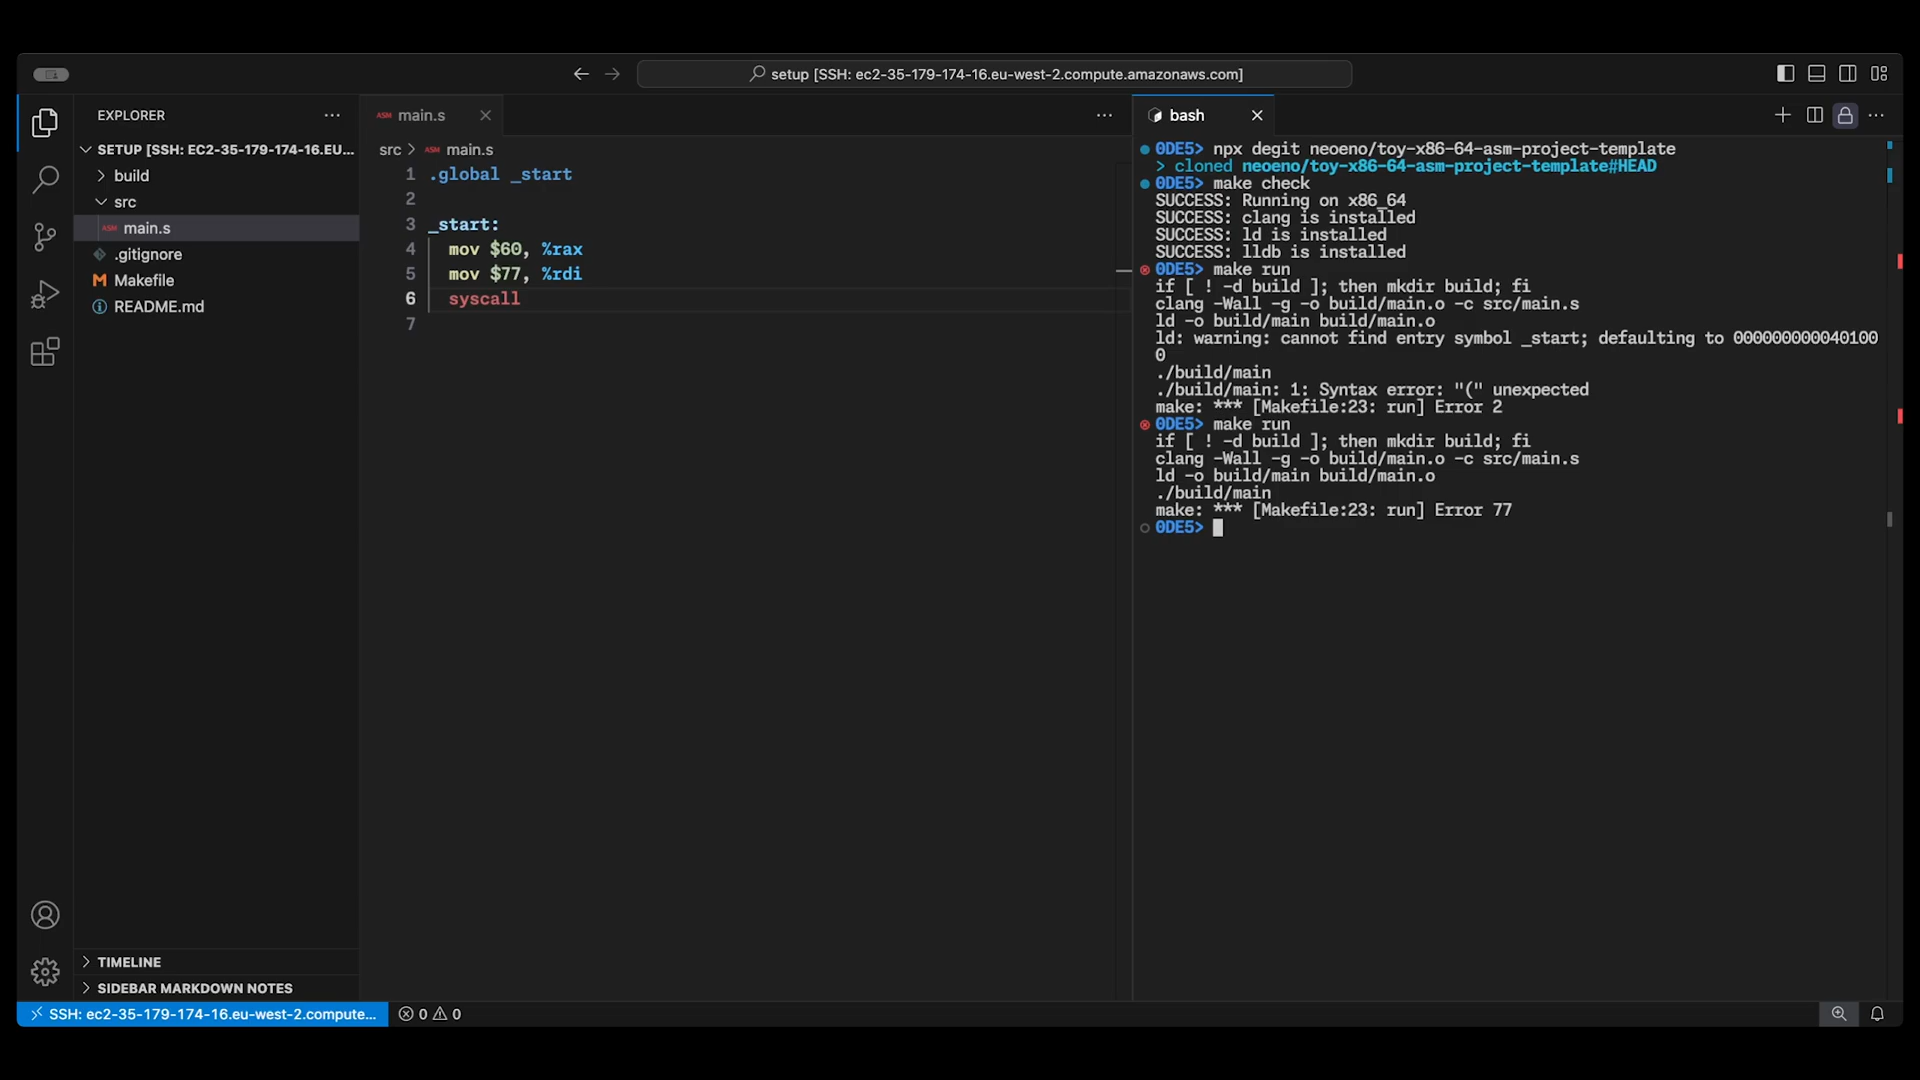 setup [SSH: ec2-35-179-174-16.eu-west-2.compute.amazonaws.com]
EXPLORER
SETUP [SSH: EC2-35-179-174-16.EU...
build
src
ASM main.s
.gitignore
M Makefile
README.md
TIMELINE
SIDEBAR MARKDOWN NOTES
ASM main.s
src > ASM main.s
1 .global _start
2
3 _start:
4 mov $60, %rax
5 mov $77, %rdi
6 syscall
7
bash
0DE5> npx degit neoeno/toy-x86-64-asm-project-template
> cloned neoeno/toy-x86-64-asm-project-template#HEAD
0DE5> make check
SUCCESS: Running on x86_64
SUCCESS: clang is installed
SUCCESS: ld is installed
SUCCESS: lldb is installed
0DE5> make run
if [ ! -d build ]; then mkdir build; fi
clang -Wall -g -o build/main.o -c src/main.s
ld -o build/main build/main.o
ld: warning: cannot find entry symbol _start; defaulting to 000000000040100
0
./build/main
./build/main: 1: Syntax error: "(" unexpected
make: *** [Makefile:23: run] Error 2
0DE5> make run
if [ ! -d build ]; then mkdir build; fi
clang -Wall -g -o build/main.o -c src/main.s
ld -o build/main build/main.o
./build/main
make: *** [Makefile:23: run] Error 77
0DE5>
SSH: ec2-35-179-174-16.eu-west-2.compute...
0 0